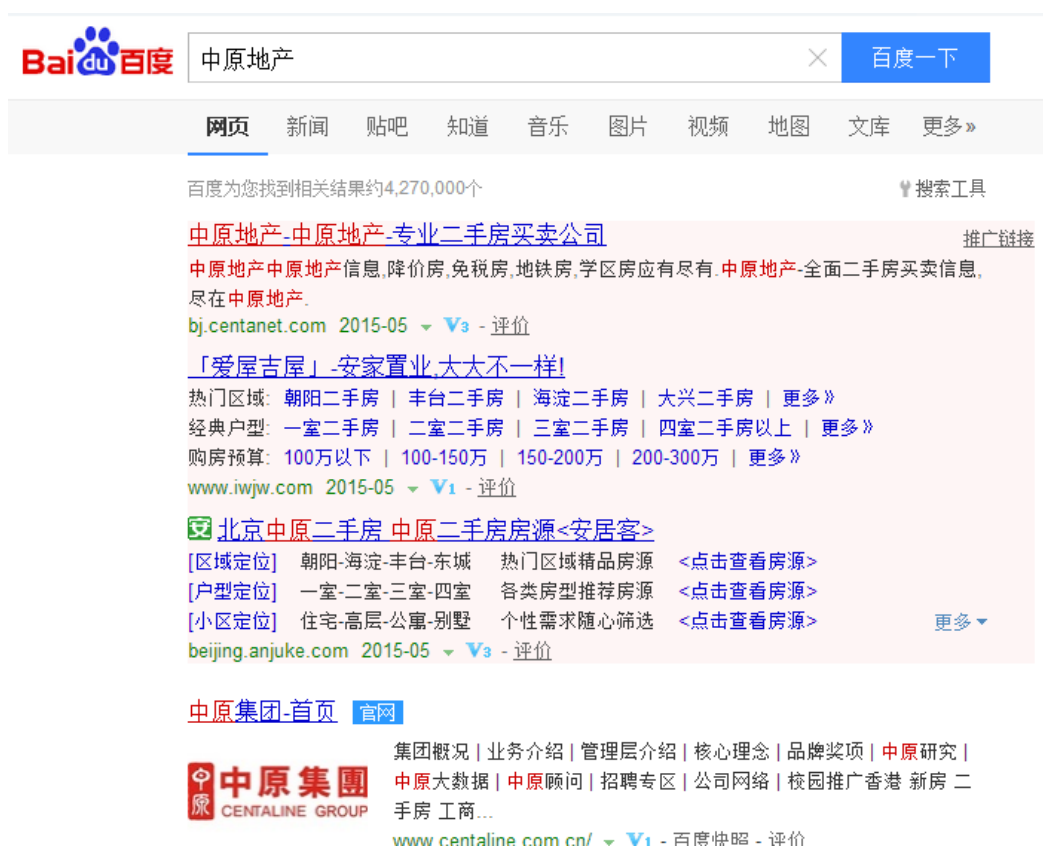 Bai du 百度
中原地产
百度一下
网页 新闻 贴吧 知道 音乐 图片 视频 地图 文库 更多»
百度为您找到相关结果约4,270,000个
搜索工具
中原地产-中原地产-专业二手房买卖公司
推广链接
中原地产中原地产信息,降价房,免税房,地铁房,学区房应有尽有.中原地产-全面二手房买卖信息,
尽在中原地产.
bj.centanet.com 2015-05 V3 - 评价
「爱屋吉屋」-安家置业,大大不一样!
热门区域: 朝阳二手房 | 丰台二手房 | 海淀二手房 | 大兴二手房 | 更多»
经典户型: 一室二手房 | 二室二手房 | 三室二手房 | 四室二手房以上 | 更多»
购房预算: 100万以下 | 100-150万 | 150-200万 | 200-300万 | 更多»
www.iwjw.com 2015-05 V1 - 评价
安 北京中原二手房 中原二手房房源<安居客>
[区域定位] 朝阳-海淀-丰台-东城 热门区域精品房源 <点击查看房源>
[户型定位] 一室-二室-三室-四室 各类房型推荐房源 <点击查看房源>
[小区定位] 住宅-高层-公寓-别墅 个性需求随心筛选 <点击查看房源>
更多
beijing.anjuke.com 2015-05 V3 - 评价
中原集团-首页 官网
中原 中原集團
CENTALINE GROUP
集团概况 | 业务介绍 | 管理层介绍 | 核心理念 | 品牌奖项 | 中原研究 |
中原大数据 | 中原顾问 | 招聘专区 | 公司网络 | 校园推广香港 新房 二
手房 工商...
www.centaline.com.cn/ V1 - 百度快照 - 评价